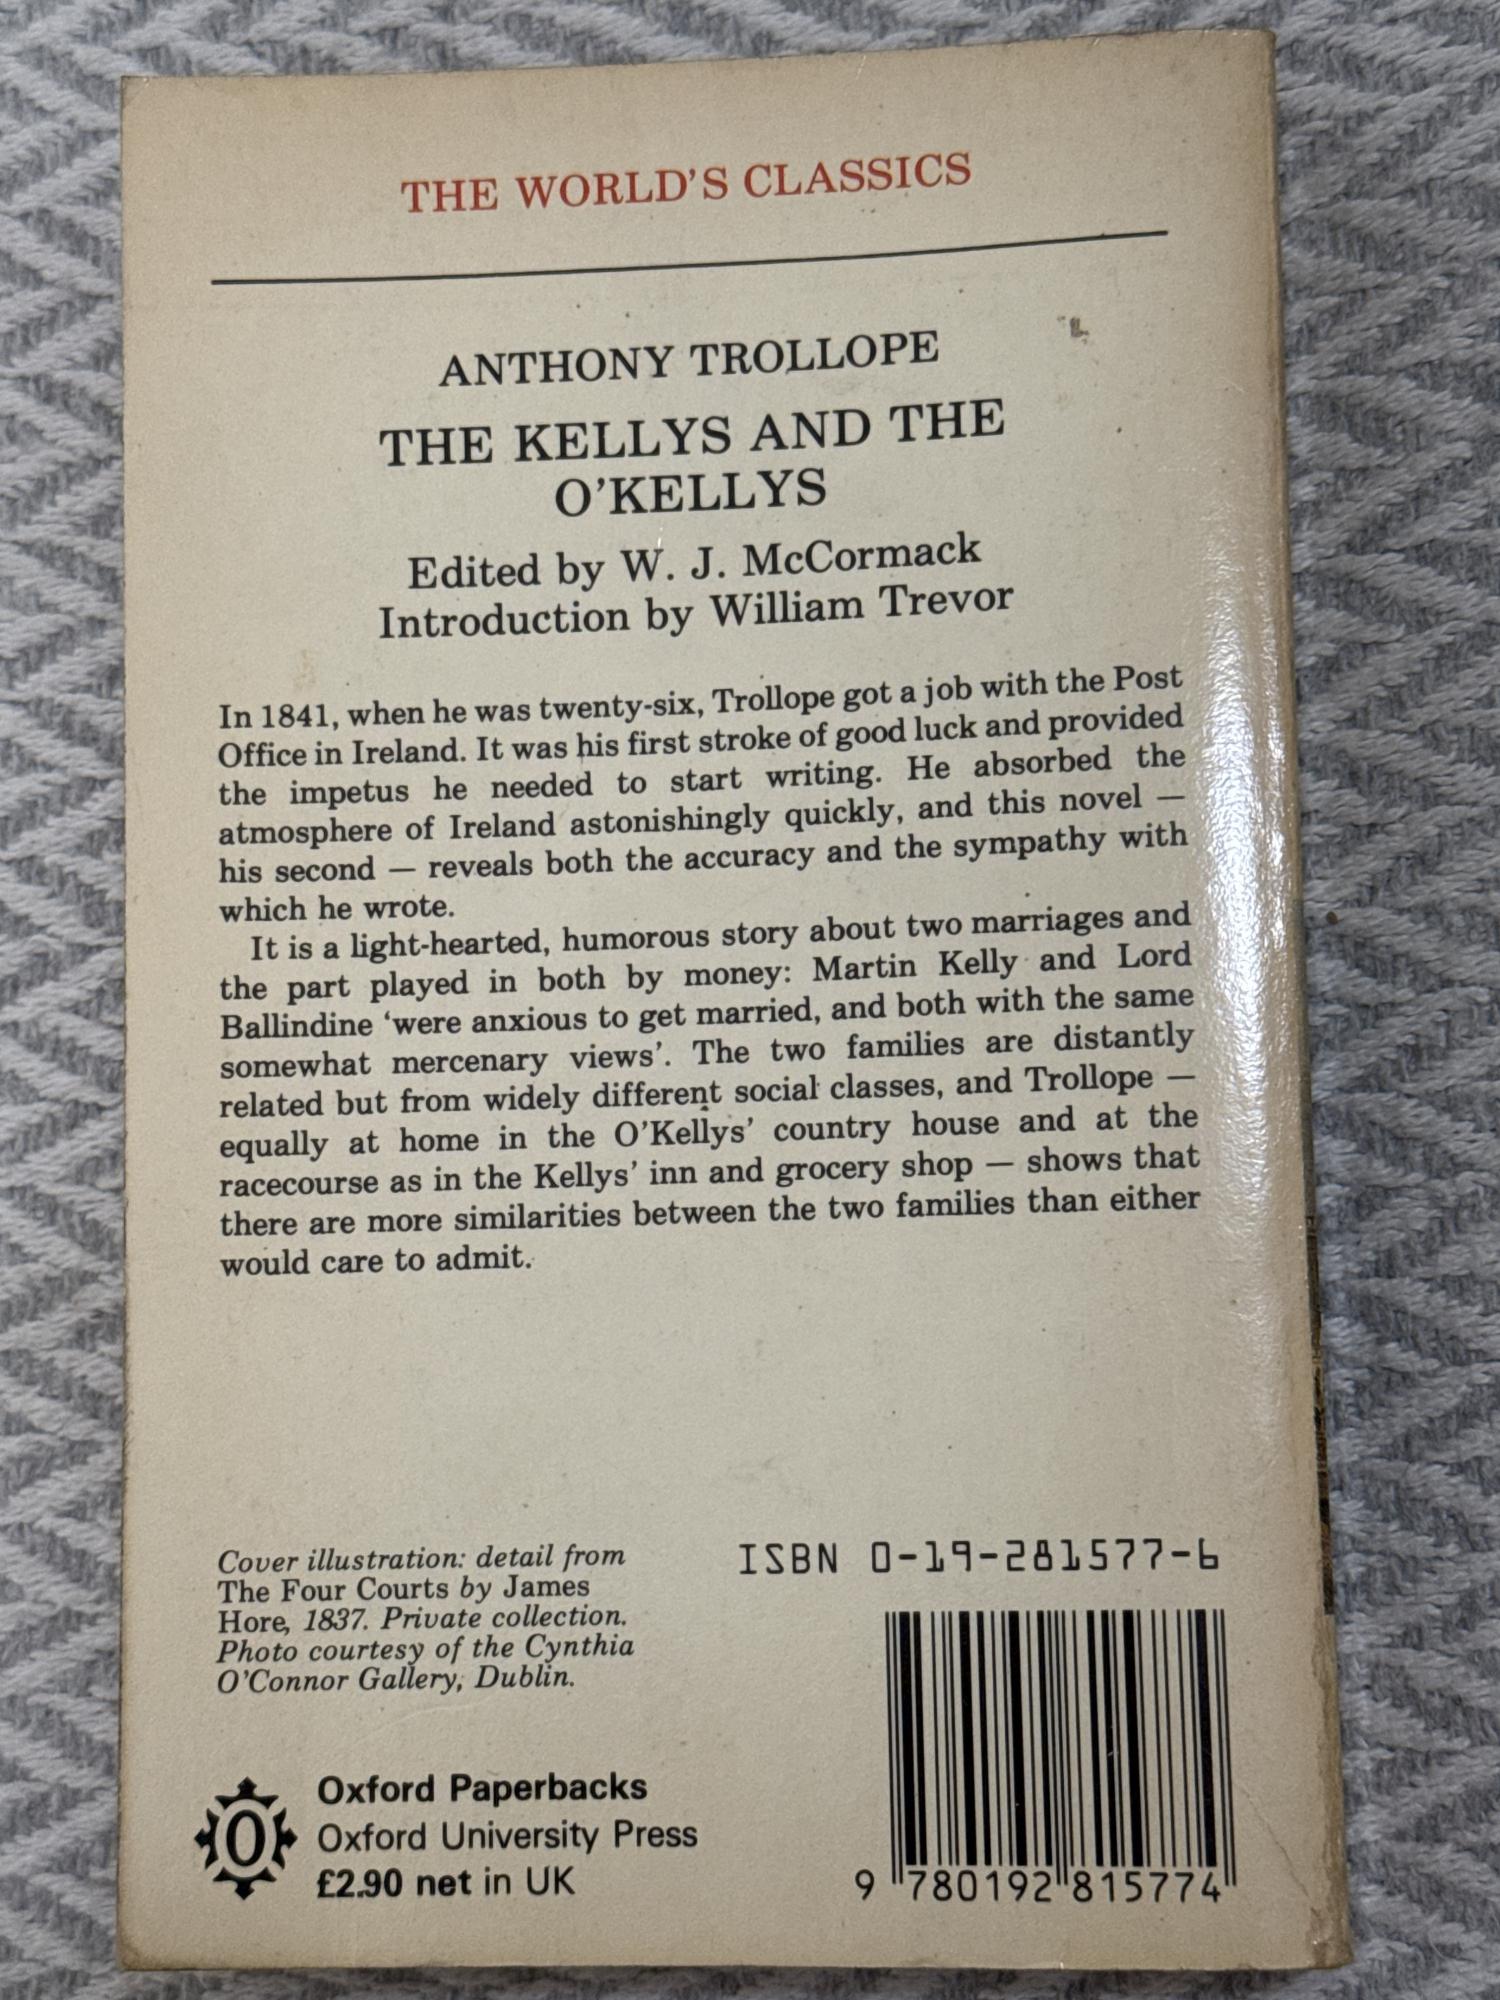 THE WORLD'S CLASSICS
ANTHONY TROLLOPE
THE KELLYS AND THE
O'KELLYS
Edited by W. J. McCormack
Introduction by William Trevor
In 1841, when he was twenty-six, Trollope got a job with the Post
Office in Ireland. It was his first stroke of good luck and provided
the impetus he needed to start writing. He absorbed the
atmosphere of Ireland astonishingly quickly, and this novel —
his second — reveals both the accuracy and the sympathy with
which he wrote.
It is a light-hearted, humorous story about two marriages and
the part played in both by money: Martin Kelly and Lord
Ballindine 'were anxious to get married, and both with the same
somewhat mercenary views'. The two families are distantly
related but from widely different social classes, and Trollope —
equally at home in the O'Kellys' country house and at the
racecourse as in the Kellys' inn and grocery shop — shows that
there are more similarities between the two families than either
would care to admit.
Cover illustration: detail from
The Four Courts by James
Hore, 1837. Private collection.
Photo courtesy of the Cynthia
O'Connor Gallery, Dublin.
O
Oxford Paperbacks
Oxford University Press
£2.90 net in UK
ISBN 0-19-281577-6
9 780192 815774